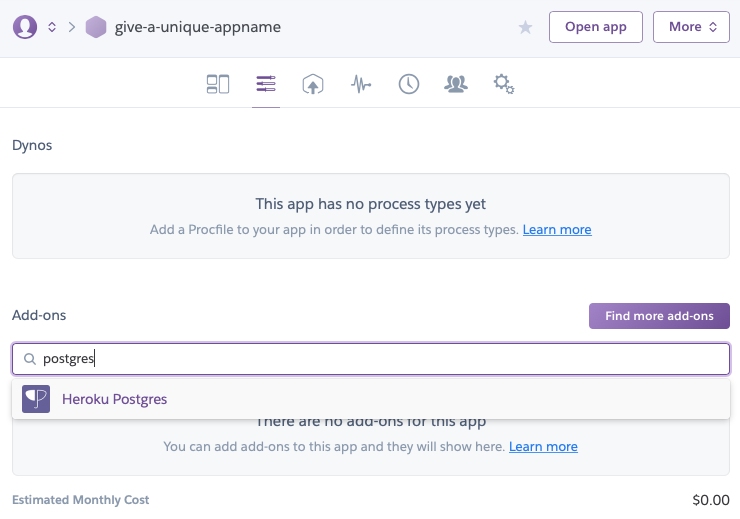 give-a-unique-appname
Open app
More
Dynos
This app has no process types yet
Add a Procfile to your app in order to define its process types. Learn more
Add-ons
Find more add-ons
postgres
Heroku Postgres
There are no add-ons for this app
You can add add-ons to this app and they will show here. Learn more
Estimated Monthly Cost
$0.00